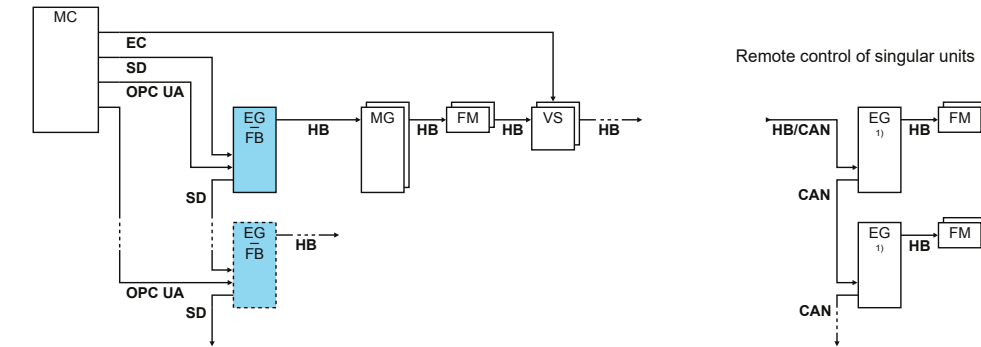 MC
EC
SD
OPC UA
EG
FB
HB
MG
HB
FM
HB
VS
HB
SD
EG
FB
HB
OPC UA
SD
Remote control of singular units
HB/CAN
EG
1)
HB
FM
CAN
EG
1)
HB
FM
CAN